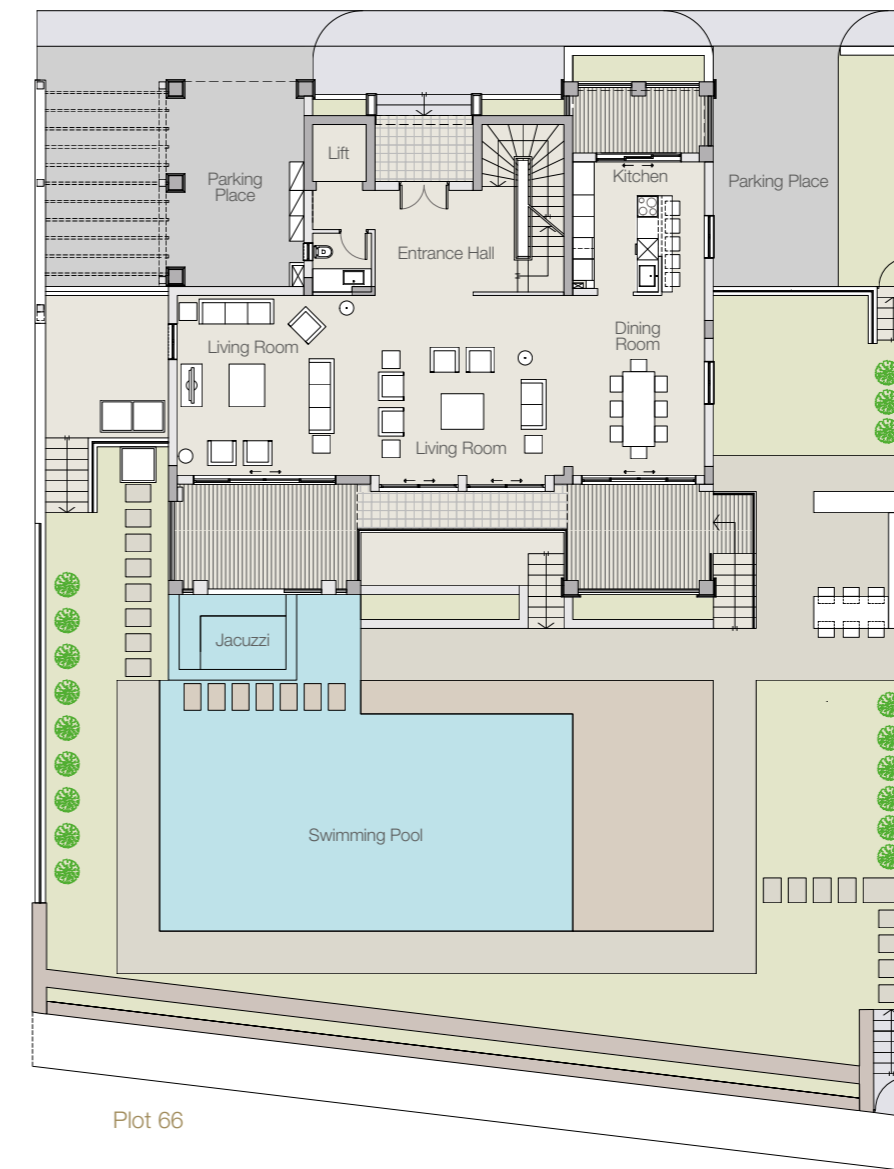 Lift
Kitchen
Parking
Place
Parking Place
Entrance Hall
Dining
Room
Living Room
Living Room
Jacuzzi
Swimming Pool
Plot 66